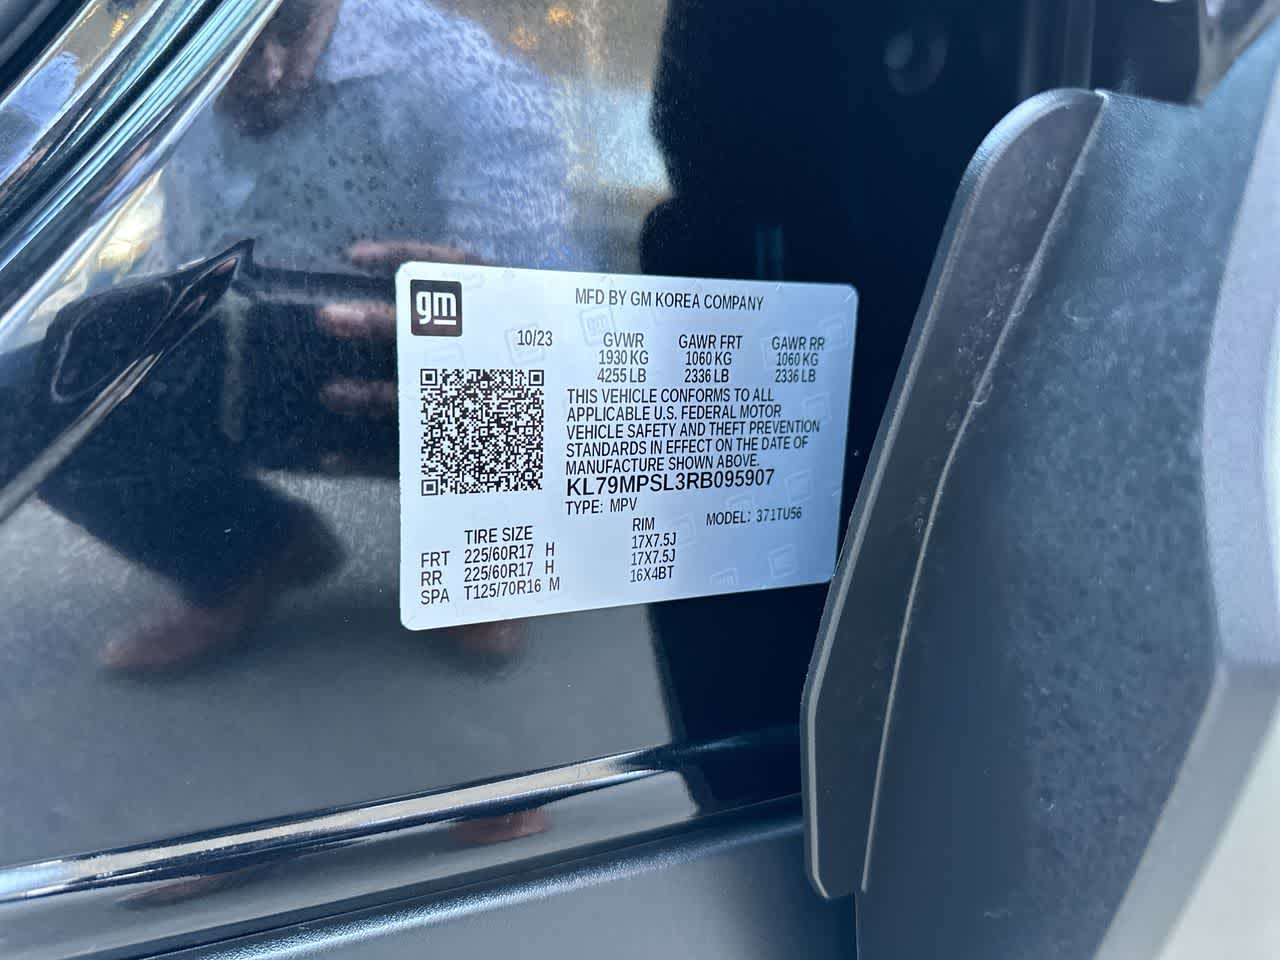 gm
MFD BY GM KOREA COMPANY
10/23 GVWR GAWR FRT GAWR RR
1930 KG 1060 KG 1060 KG
4255 LB 2336 LB 2336 LB
THIS VEHICLE CONFORMS TO ALL
APPLICABLE U.S. FEDERAL MOTOR
VEHICLE SAFETY AND THEFT PREVENTION
STANDARDS IN EFFECT ON THE DATE OF
MANUFACTURE SHOWN ABOVE.
KL79MPSL3RB095907
TYPE: MPV
MODEL: 371TU56
TIRE SIZE RIM
FRT 225/60R17 H 17X7.5J
RR 225/60R17 H 17X7.5J
SPA T125/70R16 M 16X4BT